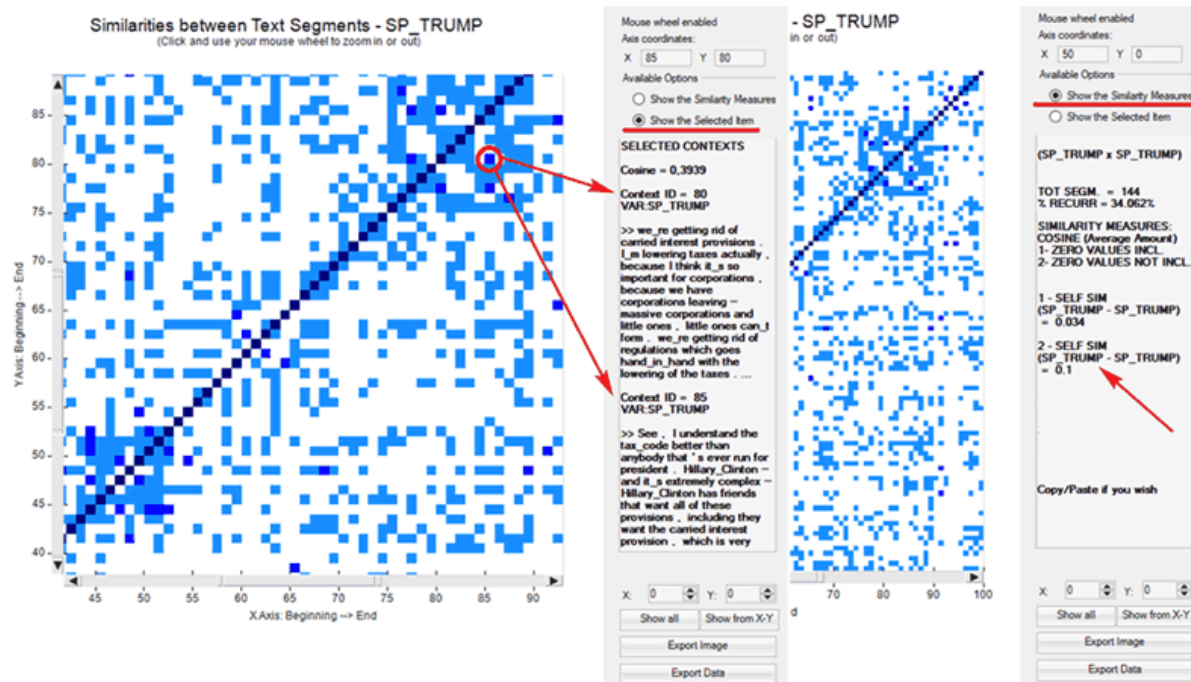 Similarities between Text Segments - SP_TRUMP
(Click and use your mouse wheel to zoom in or out)
Y Axis: Beginning --> End
85
80
75
70
65
60
55
50
45
40
45
50
55
60
65
70
75
80
85
90
X Axis: Beginning --> End
Mouse wheel enabled
Axis coordinates:
X 85 Y 80
Available Options
Show the Similarity Measures
Show the Selected Item
SELECTED CONTEXTS
Cosine = 0,3939
Context ID = 80
VAR:SP_TRUMP
>> we_re getting rid of
carried interest provisions .
I_m lowering taxes actually ,
because I think it_s so
important for corporations ,
because we have
corporations leaving –
massive corporations and
little ones , little ones can_t
form . we_re getting rid of
regulations which goes
hand_in_hand with the
lowering of the taxes . ...
Context ID = 85
VAR:SP_TRUMP
>> See , I understand the
tax_code better than
anybody that ' s ever run for
president . Hillary_Clinton –
and it_s extremely complex –
Hillary_Clinton has friends
that want all of these
provisions , including they
want the carried interest
provision , which is very
X: 0 Y: 0
Show all Show from X-Y
Export Image
Export Data
- SP_TRUMP
in or out)
70
80
90
100
d
Mouse wheel enabled
Axis coordinates:
X 50 Y 0
Available Options
Show the Similarity Measures
Show the Selected Item
(SP_TRUMP x SP_TRUMP)
TOT SEGM. = 144
% RECURR = 34.062%
SIMILARITY MEASURES:
COSINE (Average Amount)
1- ZERO VALUES INCL.
2- ZERO VALUES NOT INCL.
1 - SELF SIM
(SP_TRUMP - SP_TRUMP)
= 0.034
2 - SELF SIM
(SP_TRUMP - SP_TRUMP)
= 0.1
Copy/Paste if you wish
X: 0 Y: 0
Show all Show from X-Y
Export Image
Export Data